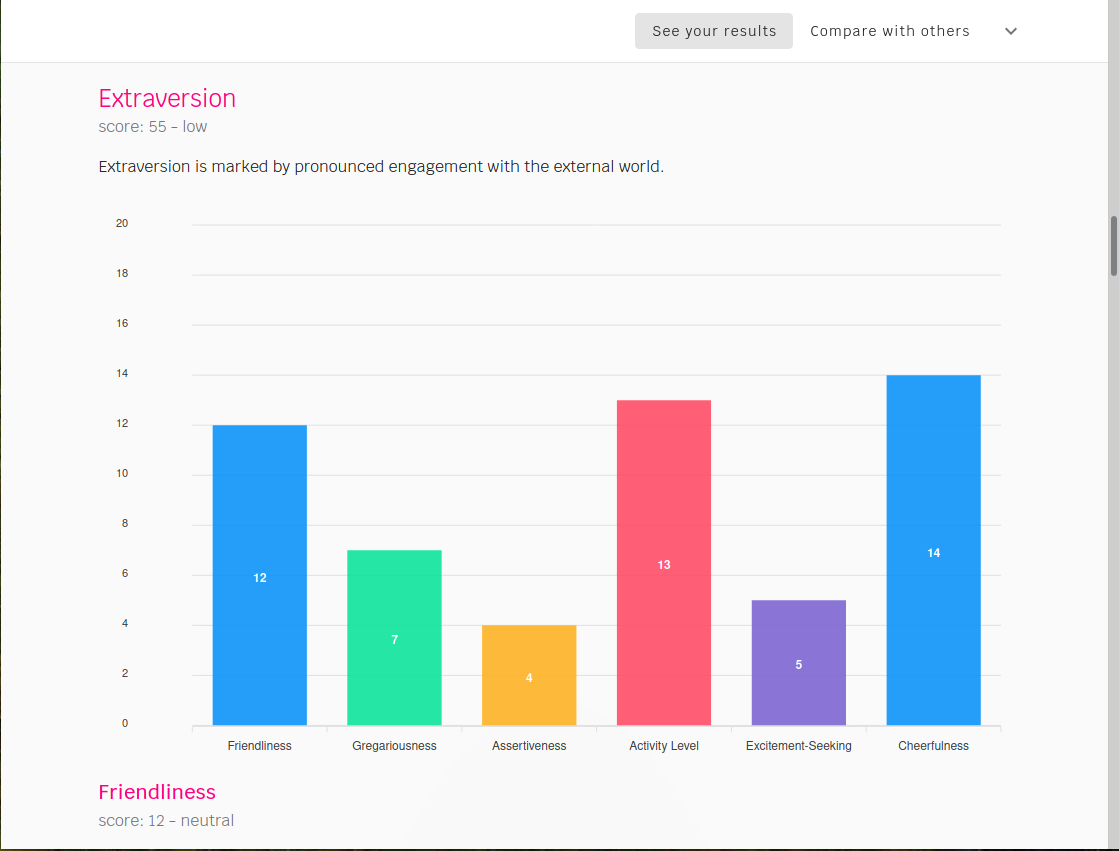 See your results Compare with others
Extraversion
score: 55 – low
Extraversion is marked by pronounced engagement with the external world.
20
18
16
14
12
10
8
6
4
2
0
12
7
4
13
5
14
Friendliness Gregariousness Assertiveness Activity Level Excitement-Seeking Cheerfulness
Friendliness
score: 12 – neutral